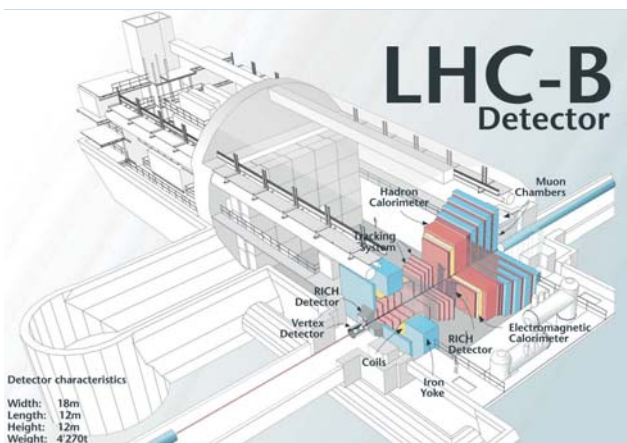 LHC-B
Detector
Muon
Chambers
Hadron
Calorimeter
Tracking
System
RICH
Detector
Vertex
Detector
Coils
Iron
Yoke
RICH
Detector
Electromagnetic
Calorimeter
Detector characteristics
Width: 18m
Length: 12m
Height: 12m
Weight: 4'270t